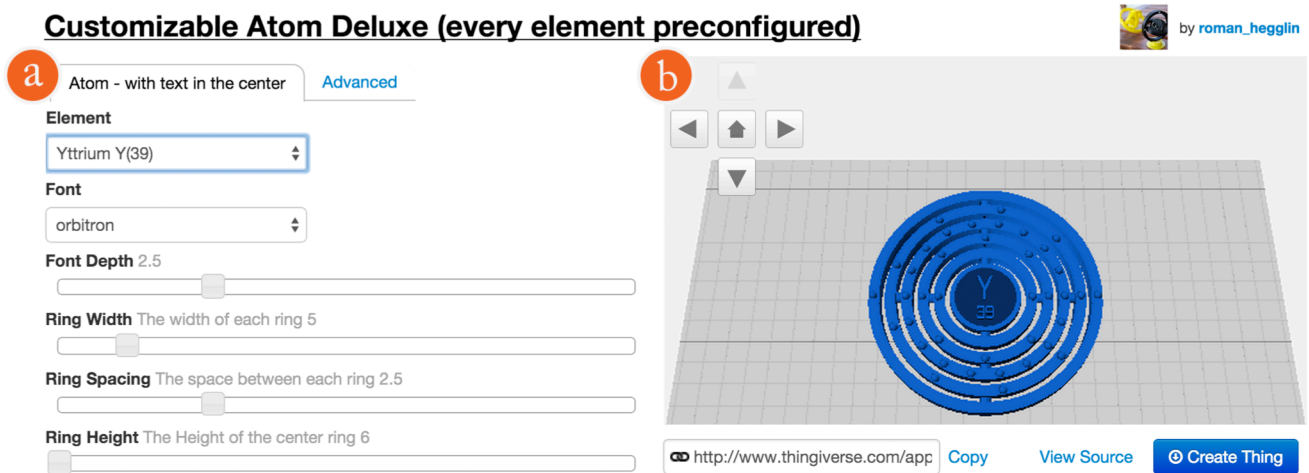 Customizable Atom Deluxe (every element preconfigured)
by roman_hegglin
a
Atom - with text in the center
Advanced
Element
Yttrium Y(39)
Font
orbitron
Font Depth 2.5
Ring Width The width of each ring 5
Ring Spacing The space between each ring 2.5
Ring Height The Height of the center ring 6
b
Y
39
http://www.thingiverse.com/app
Copy
View Source
Create Thing